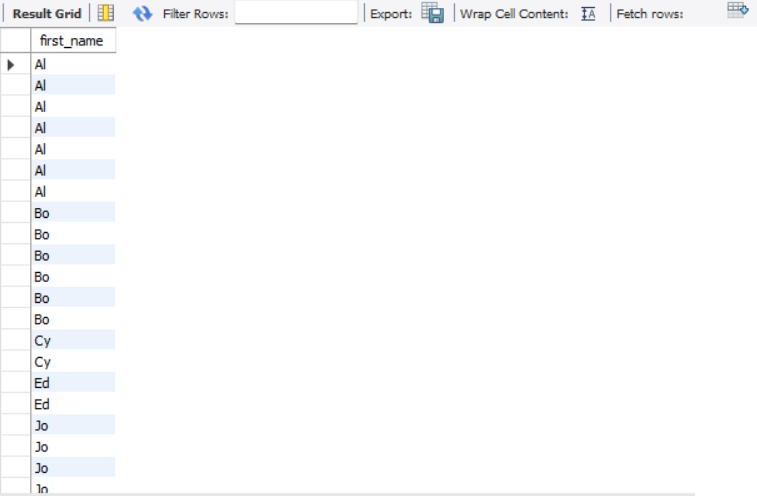 Result Grid Filter Rows: Export: Wrap Cell Content: IA Fetch rows:
first_name
Al
Al
Al
Al
Al
Al
Al
Bo
Bo
Bo
Bo
Bo
Bo
Cy
Cy
Ed
Ed
Jo
Jo
Jo
Jo